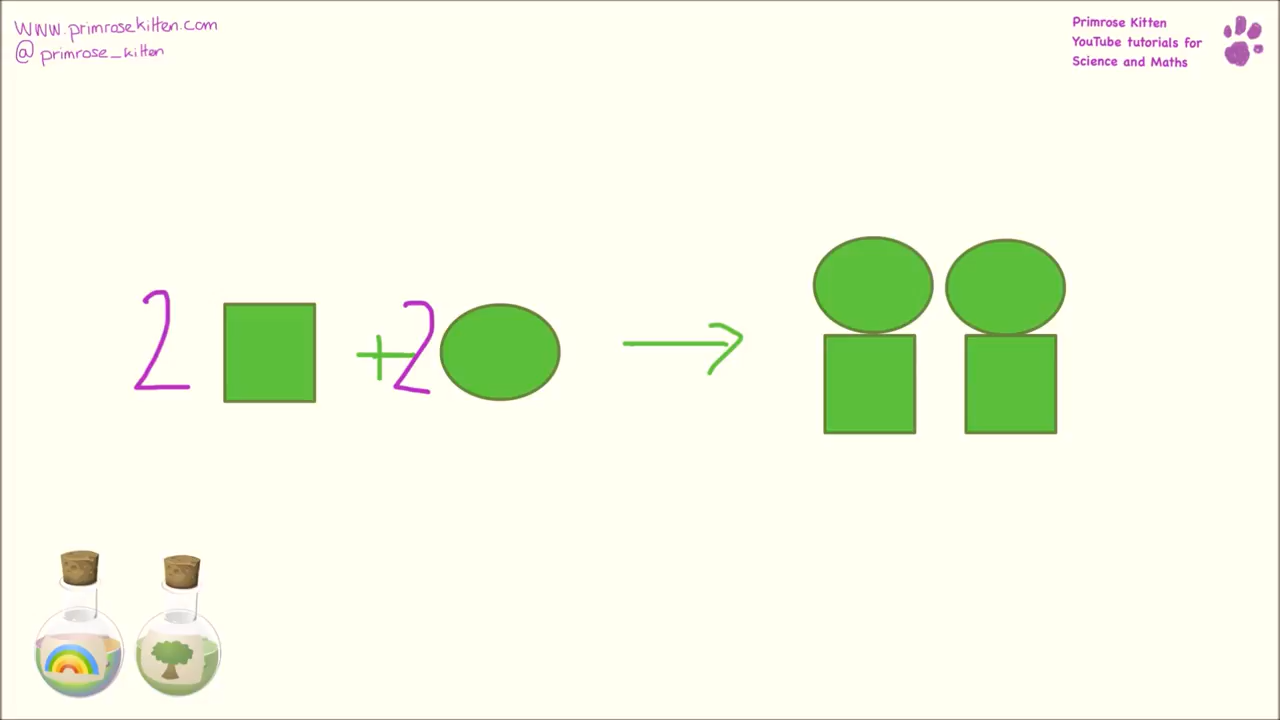 www.primrosekitten.com
@primrose_kitten
Primrose Kitten
YouTube tutorials for
Science and Maths
2 + 2 →